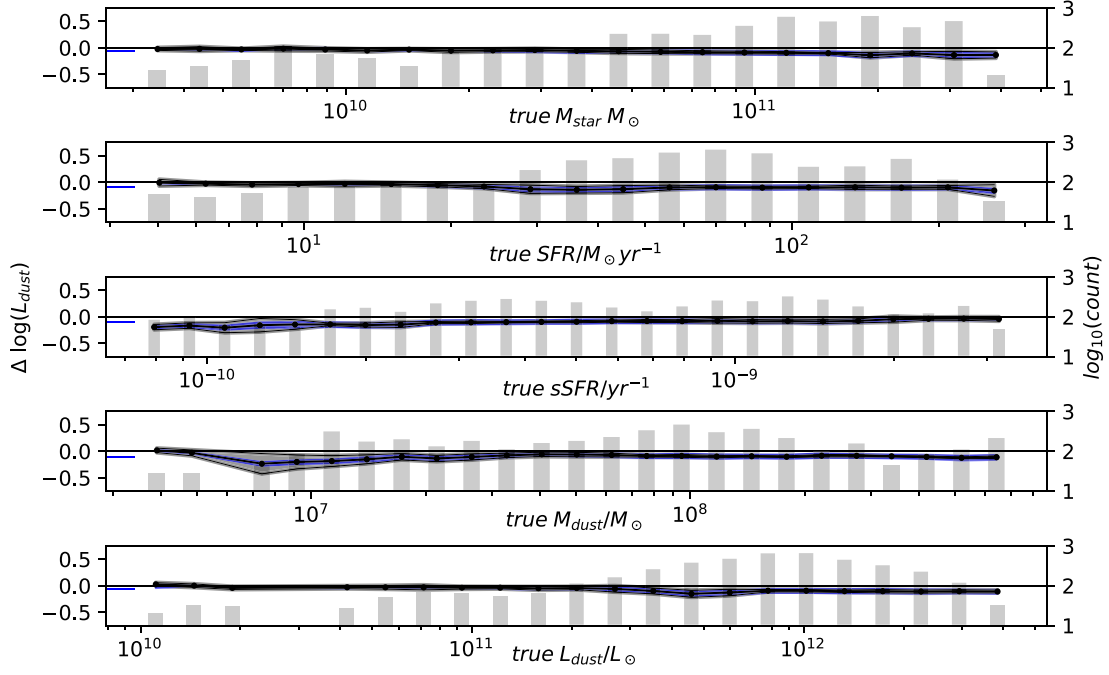 0.5 3
0.0 2
−0.5 1
10^10 10^11
true M_star M_⊙
0.5 3
0.0 2
−0.5 1
10^1 10^2
true SFR/M_⊙ yr^−1
0.5 3
0.0 2
−0.5 1
10^−10 10^−9
true sSFR/yr^−1
Δ log(L_dust)
log_10(count)
0.5 3
0.0 2
−0.5 1
10^7 10^8
true M_dust/M_⊙
0.5 3
0.0 2
−0.5 1
10^10 10^11 10^12
true L_dust/L_⊙